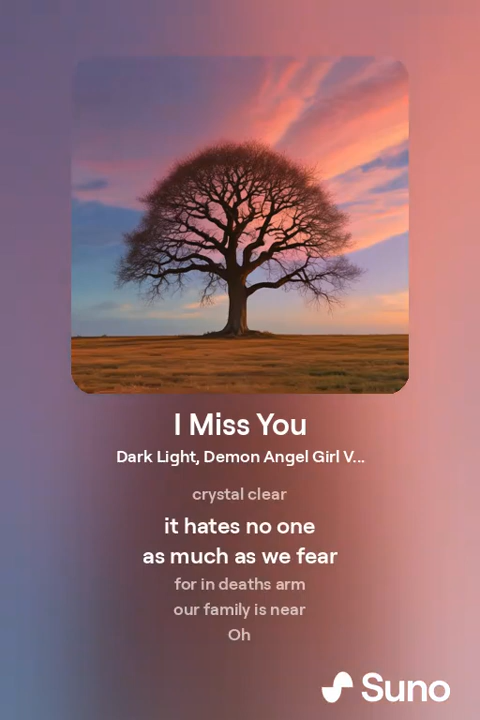 I Miss You
Dark Light, Demon Angel Girl V...
crystal clear
it hates no one
as much as we fear
for in deaths arm
our family is near
Oh
Suno